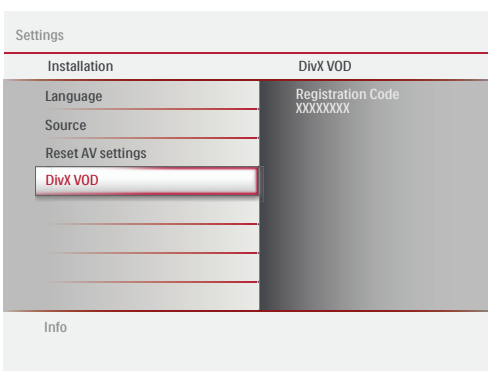 Settings
Installation
DivX VOD
Language
Registration Code
XXXXXXXX
Source
Reset AV settings
DivX VOD
Info